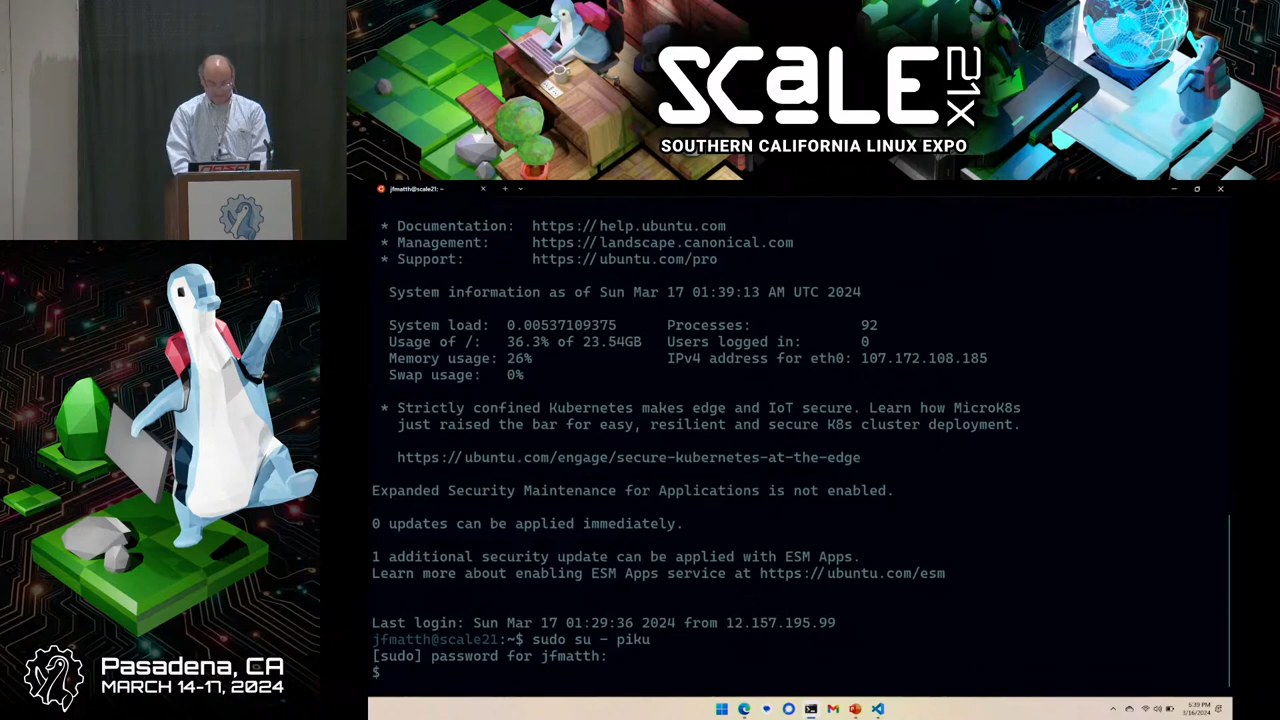 SCaLE 21X
SOUTHERN CALIFORNIA LINUX EXPO
jfmatth@scale21: ~
* Documentation: https://help.ubuntu.com
* Management: https://landscape.canonical.com
* Support: https://ubuntu.com/pro
System information as of Sun Mar 17 01:39:13 AM UTC 2024
System load: 0.00537109375 Processes: 92
Usage of /: 36.3% of 23.54GB Users logged in: 0
Memory usage: 26% IPv4 address for eth0: 107.172.108.185
Swap usage: 0%
* Strictly confined Kubernetes makes edge and IoT secure. Learn how MicroK8s
just raised the bar for easy, resilient and secure K8s cluster deployment.
https://ubuntu.com/engage/secure-kubernetes-at-the-edge
Expanded Security Maintenance for Applications is not enabled.
0 updates can be applied immediately.
1 additional security update can be applied with ESM Apps.
Learn more about enabling ESM Apps service at https://ubuntu.com/esm
Last login: Sun Mar 17 01:29:36 2024 from 12.157.195.99
jfmatth@scale21:~$ sudo su - piku
[sudo] password for jfmatth:
$
Pasadena, CA
MARCH 14-17, 2024
6:39 PM
3/16/2024